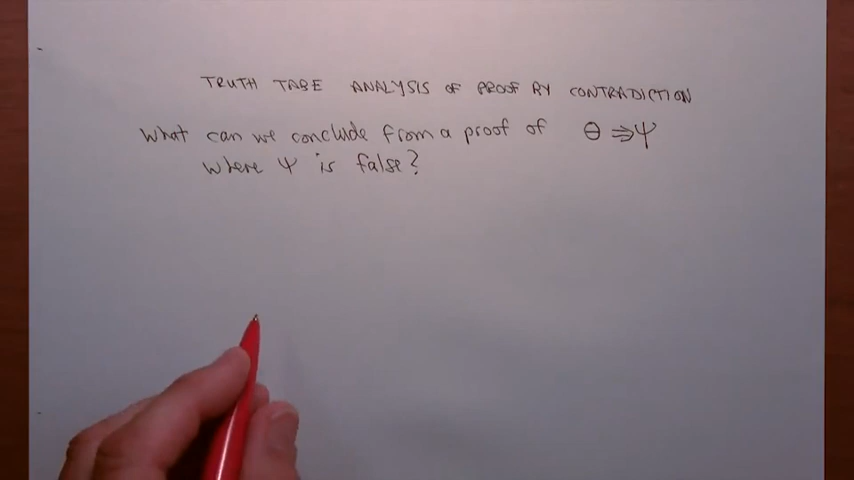 TRUTH TABE ANALYSIS OF PROOF BY CONTRADICTION
What can we conclude from a proof of θ ⇒ Ψ
where Ψ is false?